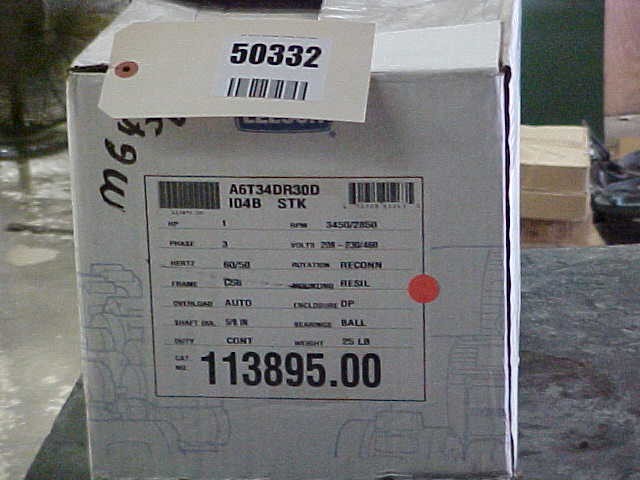 50332
LEESON
A6T34DR30D
I04B STK
HP 1 RPM 3450/2850
PHASE 3 VOLTS 208-230/460
HERTZ 60/50 ROTATION RECONN
FRAME MOUNTING RESIL
OVERLOAD AUTO ENCLOSURE DP
SHAFT DIA. 5/8 IN BEARINGS BALL
DUTY CONT WEIGHT 25 LB
CAT. NO. 113895.00